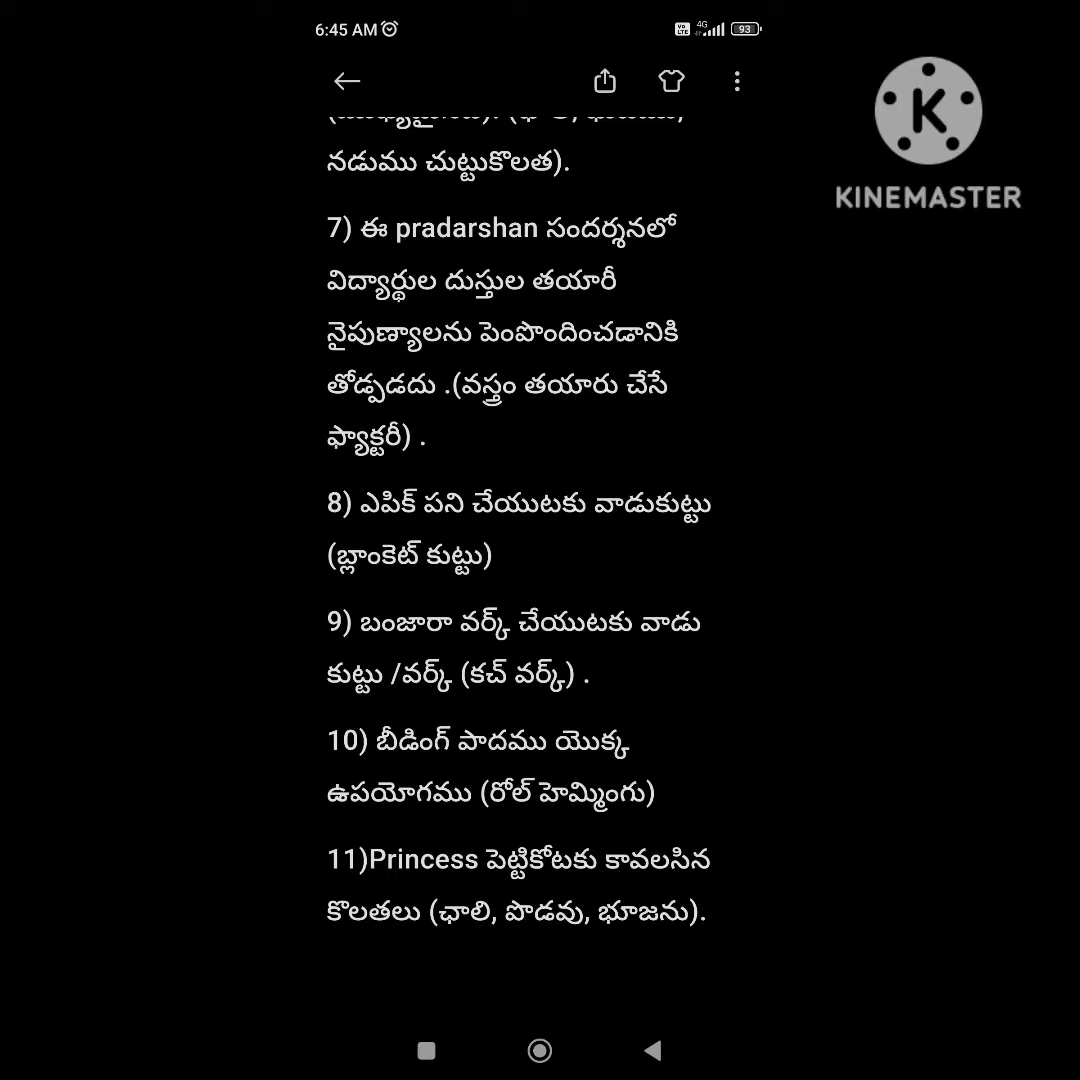 6:45 AM
4G
93
K
KINEMASTER
నడుము చుట్టుకొలత).
7) ఈ pradarshan సందర్శనలో
విద్యార్థుల దుస్తుల తయారీ
నైపుణ్యాలను పెంపొందించడానికి
తోడ్పడదు .(వస్త్రం తయారు చేసే
ఫ్యాక్టరీ) .
8) ఎపిక్ పని చేయుటకు వాడుకుట్టు
(బ్లాంకెట్ కుట్టు)
9) బంజారా వర్క్ చేయుటకు వాడు
కుట్టు /వర్క్ (కచ్ వర్క్) .
10) బీడింగ్ పాదము యొక్క
ఉపయోగము (రోల్ హెమ్మింగు)
11)Princess పెట్టికోటకు కావలసిన
కొలతలు (ఛాలి, పొడవు, భూజను).